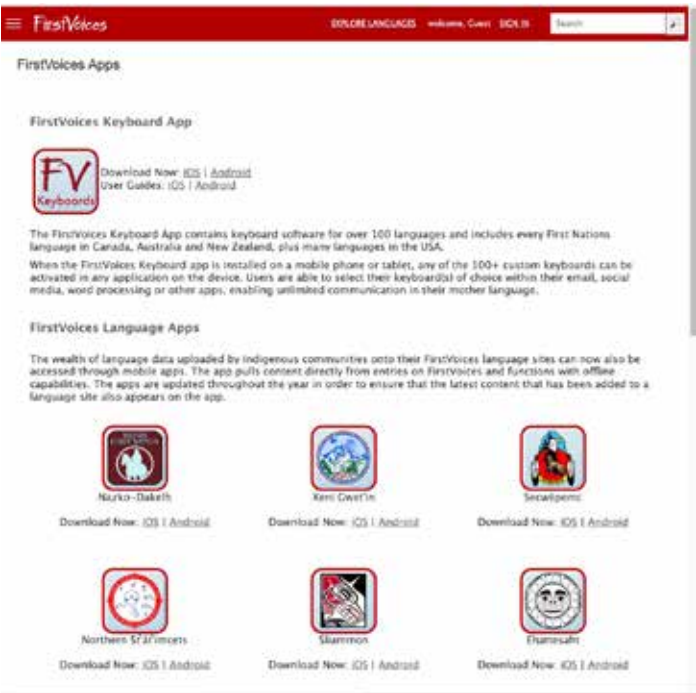 FirstVoices
EXPLORE LANGUAGES welcome, Guest SIGN IN Search
FirstVoices Apps
FirstVoices Keyboard App
FV
Keyboards
Download Now: iOS | Android
User Guides: iOS | Android
The FirstVoices Keyboard App contains keyboard software for over 100 languages and includes every First Nations
language in Canada, Australia and New Zealand, plus many languages in the USA.
When the FirstVoices Keyboard app is installed on a mobile phone or tablet, any of the 100+ custom keyboards can be
activated in any application on the device. Users are able to select their keyboard(s) of choice within their email, social
media, word processing or other apps, enabling unlimited communication in their mother language.
FirstVoices Language Apps
The wealth of language data uploaded by Indigenous communities onto their FirstVoices language sites can now also be
accessed through mobile apps. The app pulls content directly from entries on FirstVoices and functions with offline
capabilities. The apps are updated throughout the year in order to ensure that the latest content that has been added to a
language site also appears on the app.
Nazko-Dakelh Xeni Gwet'in Secwepemc
Download Now: iOS | Android Download Now: iOS | Android Download Now: iOS | Android
Northern St'at'imcets Sliammon Ehattesaht
Download Now: iOS | Android Download Now: iOS | Android Download Now: iOS | Android